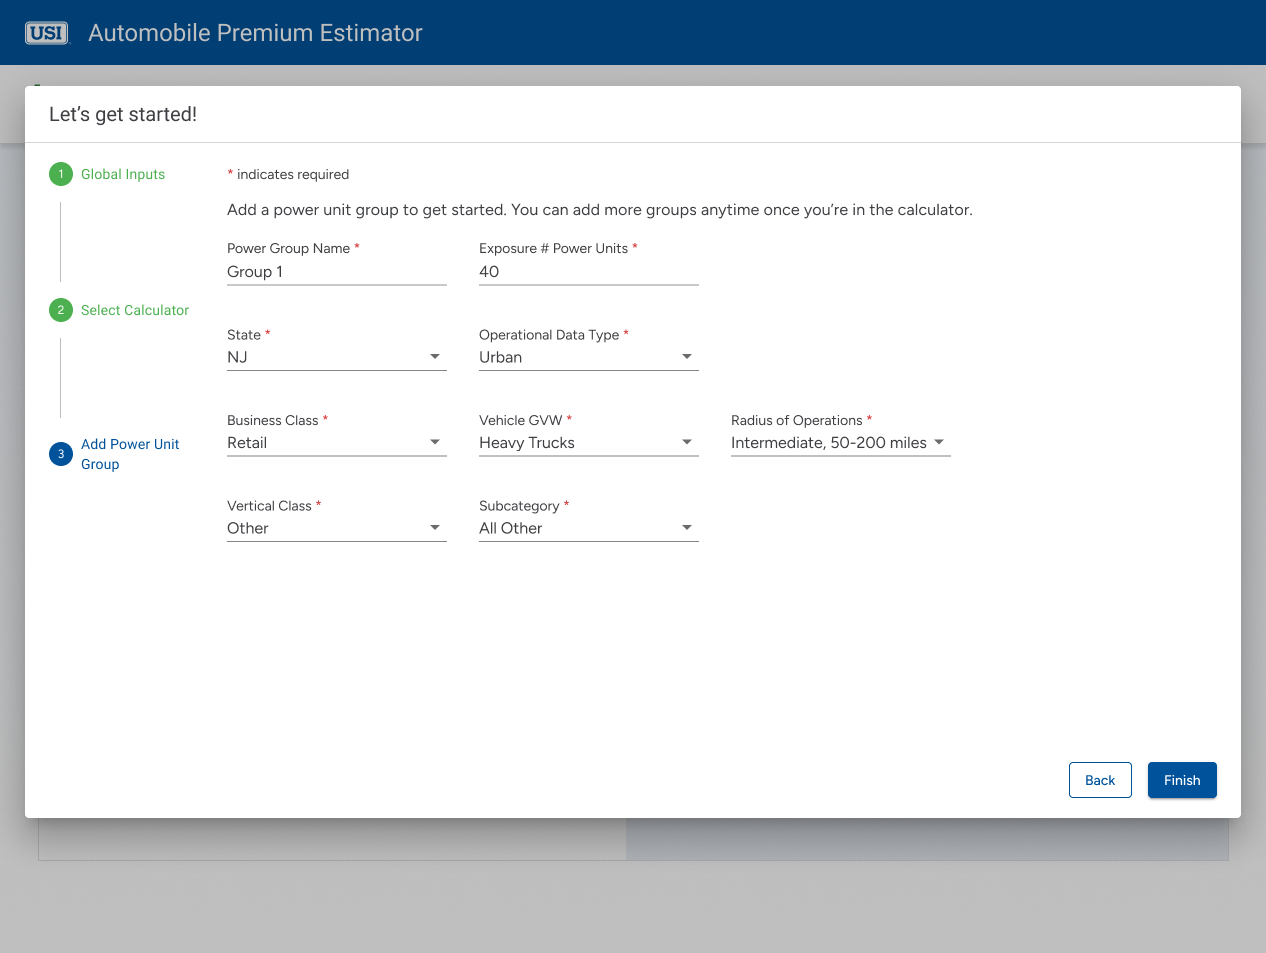 USI Automobile Premium Estimator
Let's get started!
1 Global Inputs
* indicates required
Add a power unit group to get started. You can add more groups anytime once you're in the calculator.
Power Group Name * Exposure # Power Units *
Group 1 40
2 Select Calculator
State * Operational Data Type *
NJ Urban
Business Class * Vehicle GVW * Radius of Operations *
Retail Heavy Trucks Intermediate, 50-200 miles
3 Add Power Unit
Group
Vertical Class * Subcategory *
Other All Other
Back Finish